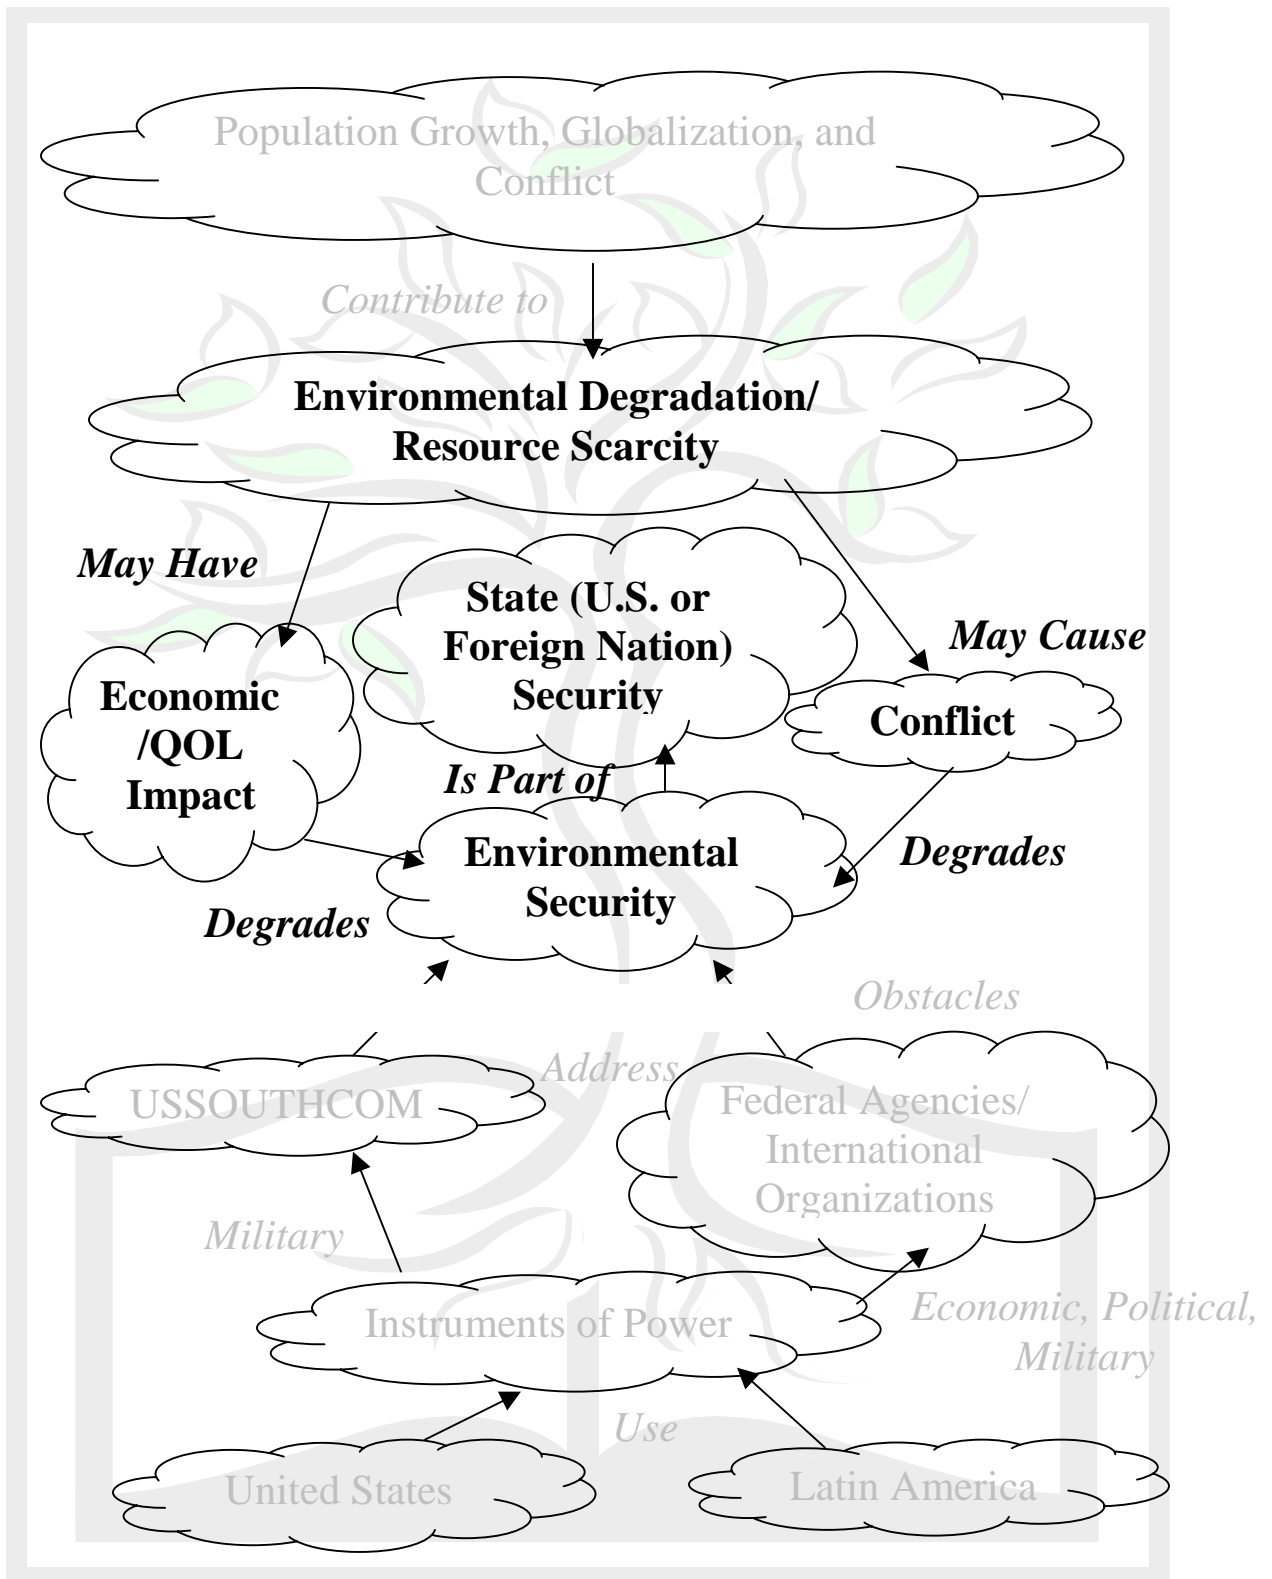 Population Growth, Globalization, and
Conflict
Contribute to
Environmental Degradation/
Resource Scarcity
May Have
State (U.S. or
Foreign Nation)
Security
May Cause
Economic
/QOL
Impact
Conflict
Is Part of
Environmental
Security
Degrades
Degrades
Obstacles
Address
USSOUTHCOM
Federal Agencies/
International
Organizations
Military
Instruments of Power
Economic, Political,
Military
Use
United States
Latin America